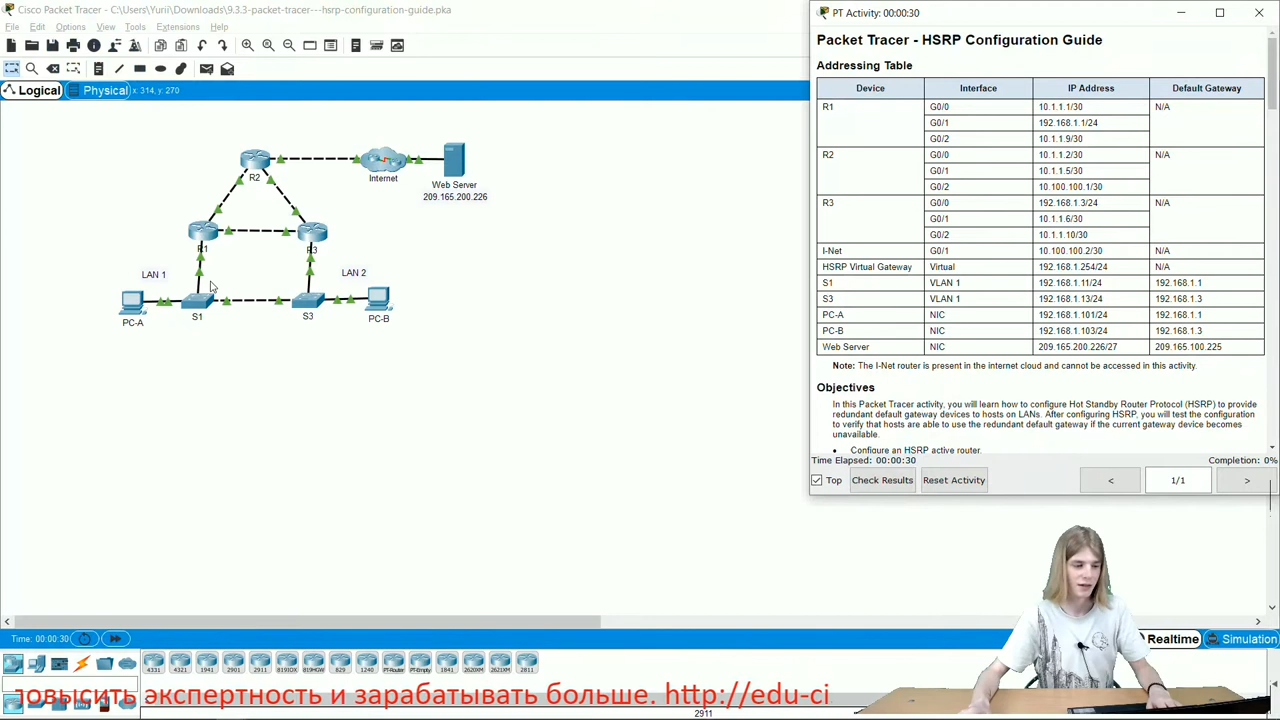 Cisco Packet Tracer - C:\Users\Yurii\Downloads\9.3.3-packet-tracer---hsrp-configuration-guide.pka
File Edit Options View Tools Extensions Help
Logical Physical x: 314, y: 270
R2
Internet
Web Server
209.165.200.226
R1
R3
LAN 1
LAN 2
PC-A
S1
S3
PC-B
PT Activity: 00:00:30
Packet Tracer - HSRP Configuration Guide
Addressing Table
Device Interface IP Address Default Gateway
R1 G0/0 10.1.1.1/30 N/A
G0/1 192.168.1.1/24
G0/2 10.1.1.9/30
R2 G0/0 10.1.1.2/30 N/A
G0/1 10.1.1.5/30
G0/2 10.100.100.1/30
R3 G0/0 192.168.1.3/24 N/A
G0/1 10.1.1.6/30
G0/2 10.1.1.10/30
I-Net G0/1 10.100.100.2/30 N/A
HSRP Virtual Gateway Virtual 192.168.1.254/24 N/A
S1 VLAN 1 192.168.1.11/24 192.168.1.1
S3 VLAN 1 192.168.1.13/24 192.168.1.3
PC-A NIC 192.168.1.101/24 192.168.1.1
PC-B NIC 192.168.1.103/24 192.168.1.3
Web Server NIC 209.165.200.226/27 209.165.100.225
Note: The I-Net router is present in the internet cloud and cannot be accessed in this activity.
Objectives
In this Packet Tracer activity, you will learn how to configure Hot Standby Router Protocol (HSRP) to provide
redundant default gateway devices to hosts on LANs. After configuring HSRP, you will test the configuration
to verify that hosts are able to use the redundant default gateway if the current gateway device becomes
unavailable.
• Configure an HSRP active router.
Time Elapsed: 00:00:30 Completion: 0%
Top Check Results Reset Activity < 1/1 >
Time: 00:00:30 Realtime Simulation
4331 4321 1941 2901 2911 819IOX 819HGW 829 1240 PT-Router PT-Empty 1841 2620XM 2621XM 2811
повысить экспертность и зарабатывать больше. http://edu-ci
2911